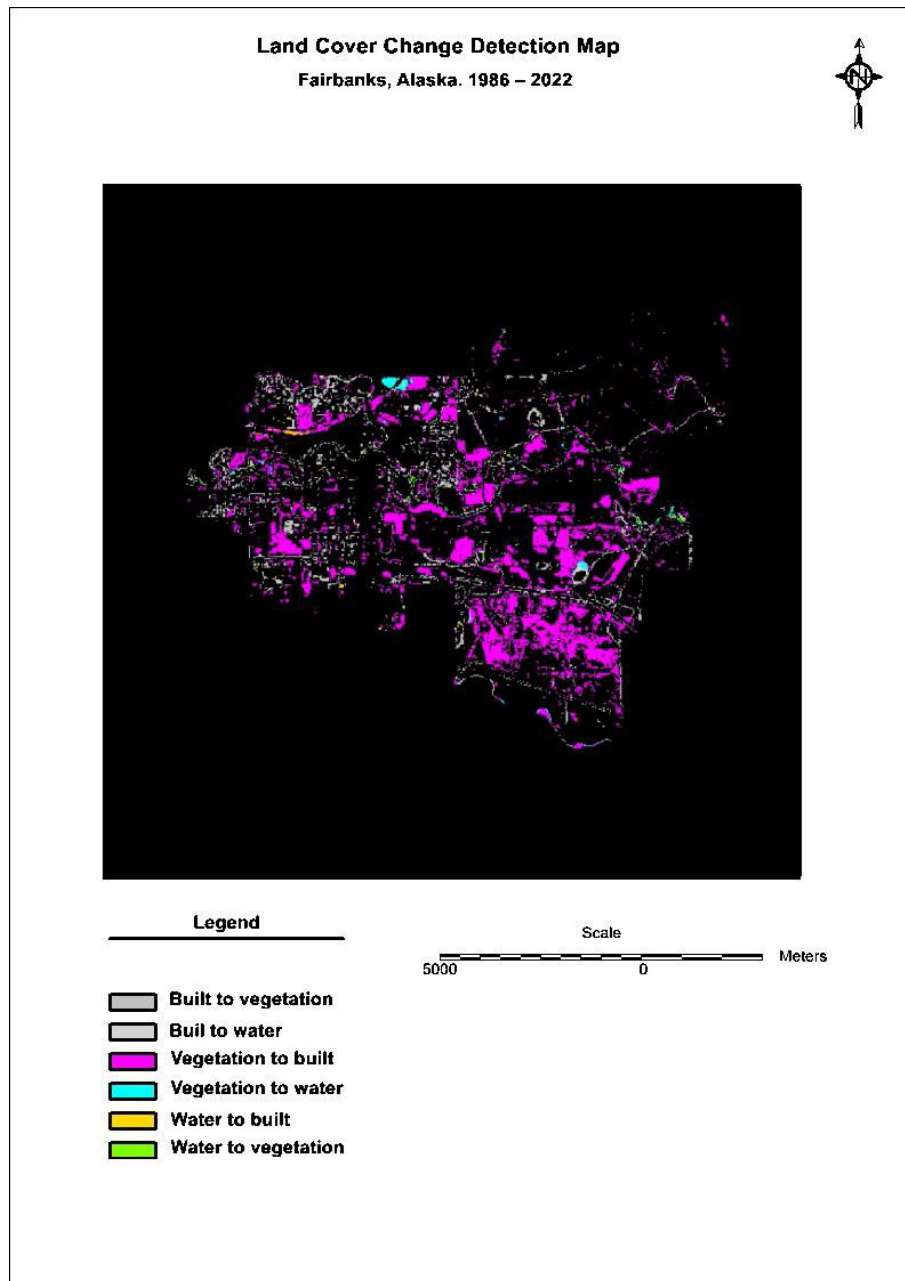 Land Cover Change Detection Map
Fairbanks, Alaska. 1986 – 2022
N
Legend
Scale
Meters
5000 0
Built to vegetation
Buil to water
Vegetation to built
Vegetation to water
Water to built
Water to vegetation